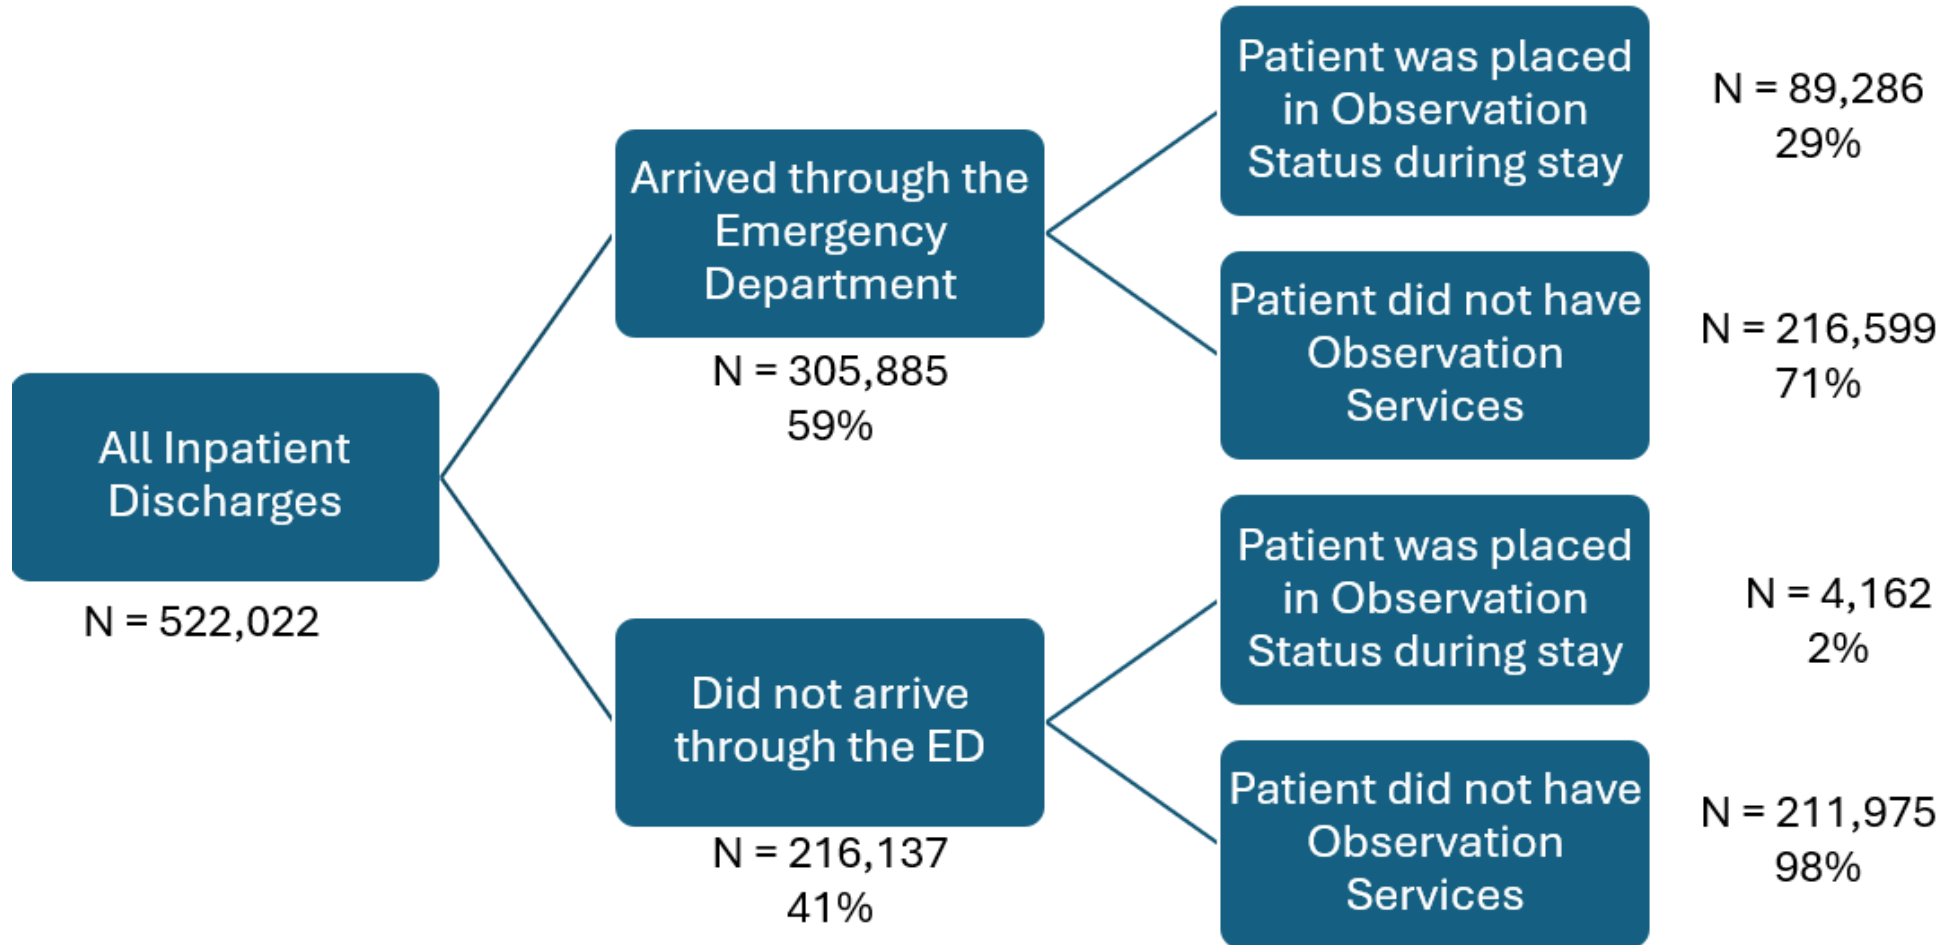 All Inpatient
Discharges
N = 522,022
Arrived through the
Emergency
Department
N = 305,885
59%
Did not arrive
through the ED
N = 216,137
41%
Patient was placed
in Observation
Status during stay
N = 89,286
29%
Patient did not have
Observation
Services
N = 216,599
71%
Patient was placed
in Observation
Status during stay
N = 4,162
2%
Patient did not have
Observation
Services
N = 211,975
98%